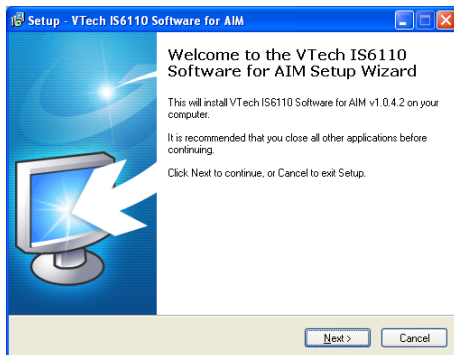 Setup - VTech IS6110 Software for AIM
Welcome to the VTech IS6110
Software for AIM Setup Wizard
This will install VTech IS6110 Software for AIM v1.0.4.2 on your
computer.
It is recommended that you close all other applications before
continuing.
Click Next to continue, or Cancel to exit Setup.
Next >
Cancel